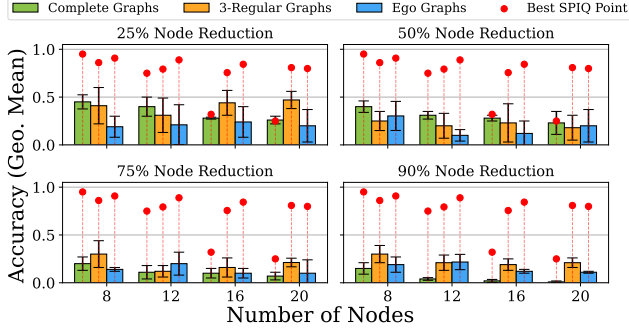 Complete Graphs 3-Regular Graphs Ego Graphs Best SPIQ Point
25% Node Reduction 50% Node Reduction
1.0
0.5
0.0
75% Node Reduction 90% Node Reduction
1.0
0.5
0.0
8 12 16 20 8 12 16 20
Accuracy (Geo. Mean)
Number of Nodes